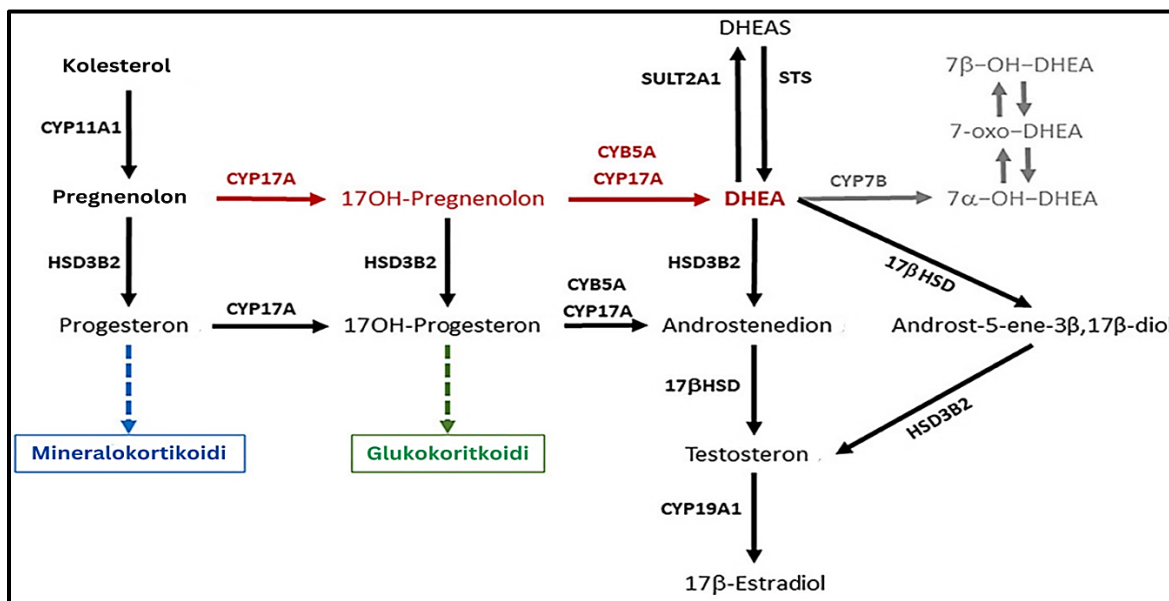 DHEAS
Kolesterol
SULT2A1
STS
7β–OH–DHEA
CYP11A1
7-oxo–DHEA
CYB5A
CYP17A
CYP17A
CYP7B
Pregnenolon
17OH-Pregnenolon
DHEA
7α–OH–DHEA
HSD3B2
HSD3B2
HSD3B2
17β HSD
CYB5A
CYP17A
CYP17A
Progesteron
17OH-Progesteron
Androstenedion
Androst-5-ene-3β,17β-diol
17βHSD
HSD3B2
Mineralokortikoidi
Glukokoritkoidi
Testosteron
CYP19A1
17β-Estradiol